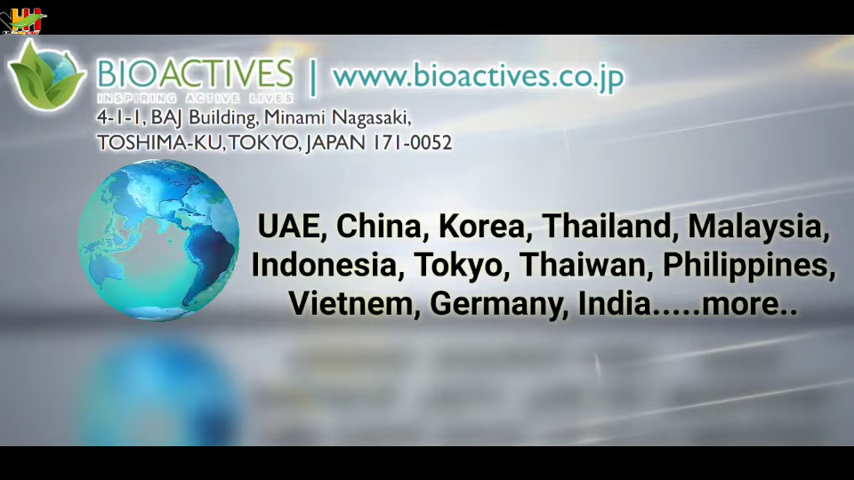 BIOACTIVES | www.bioactives.co.jp
INSPIRING ACTIVE LIVES
4-1-1, BAJ Building, Minami Nagasaki,
TOSHIMA-KU, TOKYO, JAPAN 171-0052
UAE, China, Korea, Thailand, Malaysia,
Indonesia, Tokyo, Thaiwan, Philippines,
Vietnem, Germany, India.....more..